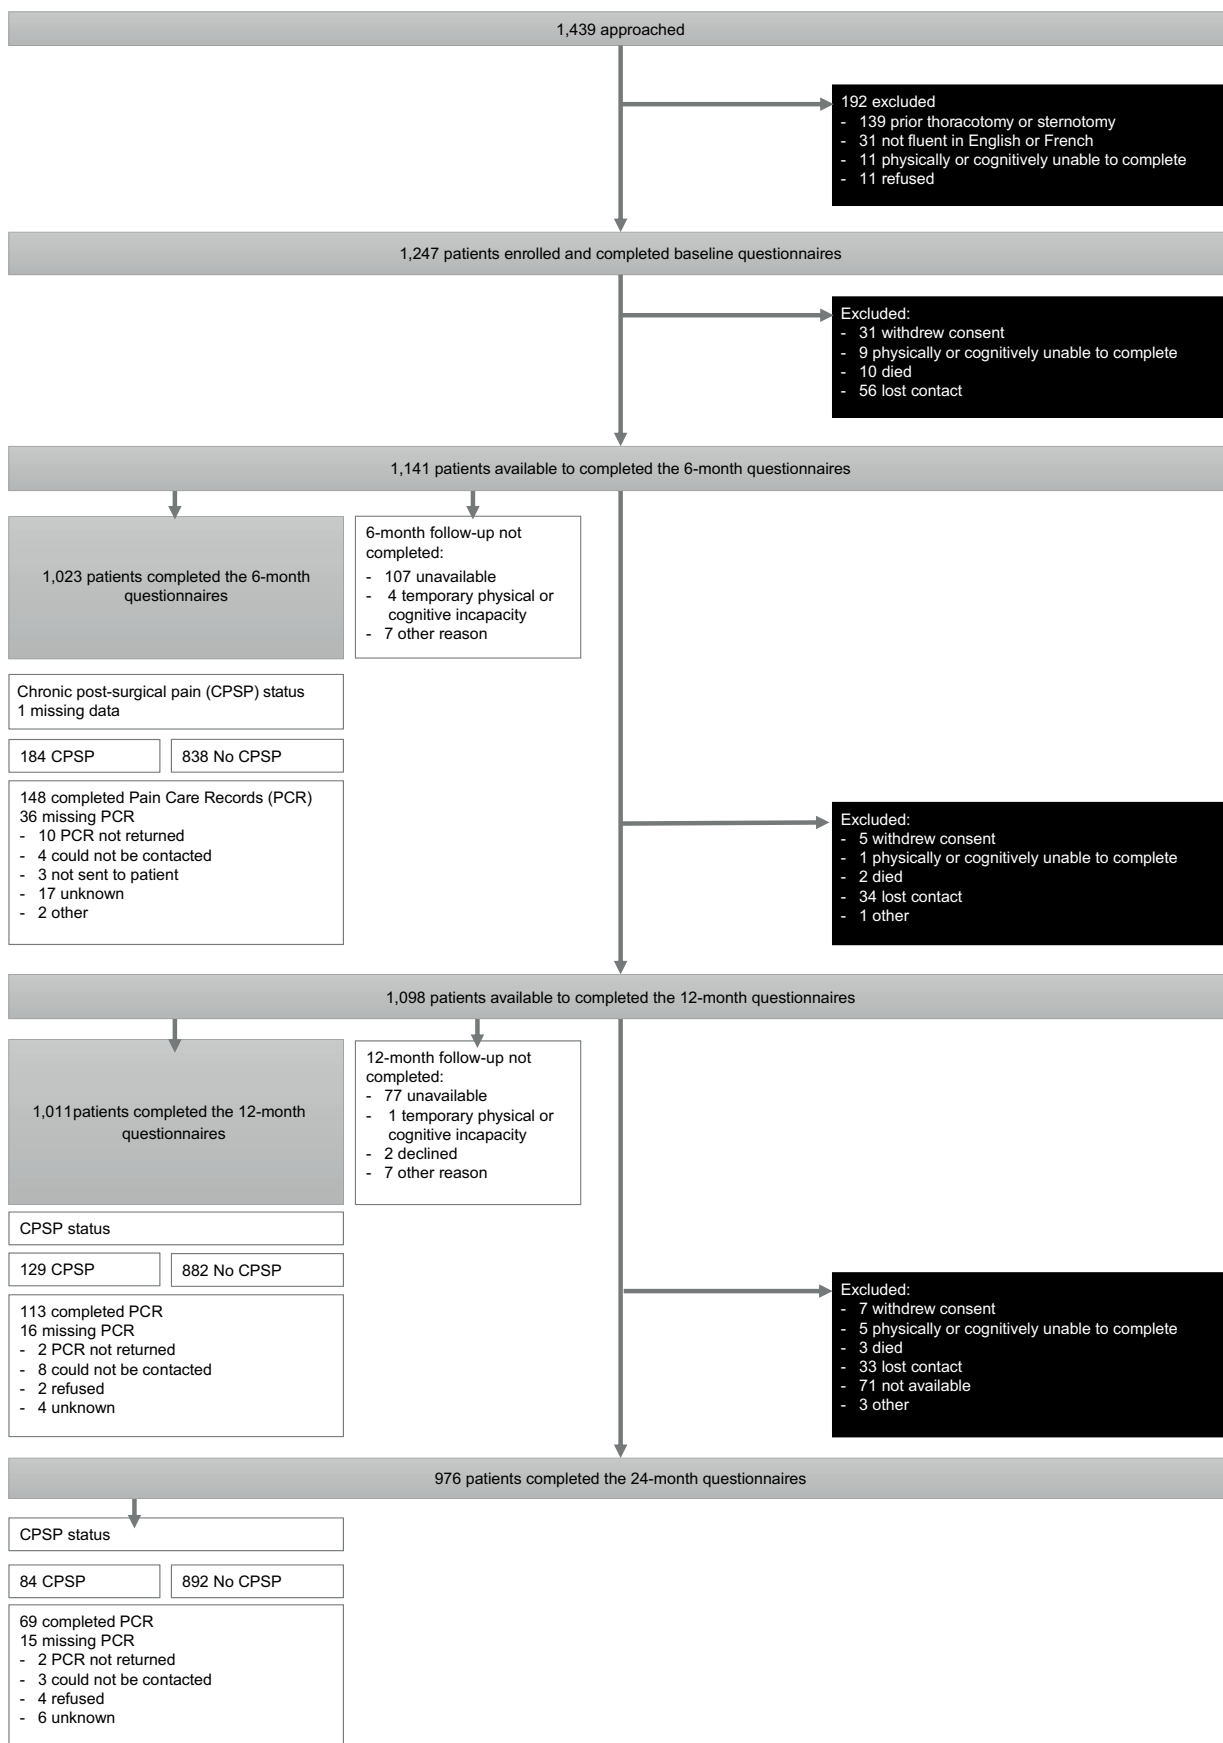 1,439 approached
192 excluded
- 139 prior thoracotomy or sternotomy
- 31 not fluent in English or French
- 11 physically or cognitively unable to complete
- 11 refused
1,247 patients enrolled and completed baseline questionnaires
Excluded:
- 31 withdrew consent
- 9 physically or cognitively unable to complete
- 10 died
- 56 lost contact
1,141 patients available to completed the 6-month questionnaires
1,023 patients completed the 6-month
questionnaires
6-month follow-up not
completed:
- 107 unavailable
- 4 temporary physical or
cognitive incapacity
- 7 other reason
Chronic post-surgical pain (CPSP) status
1 missing data
184 CPSP
838 No CPSP
148 completed Pain Care Records (PCR)
36 missing PCR
- 10 PCR not returned
- 4 could not be contacted
- 3 not sent to patient
- 17 unknown
- 2 other
Excluded:
- 5 withdrew consent
- 1 physically or cognitively unable to complete
- 2 died
- 34 lost contact
- 1 other
1,098 patients available to completed the 12-month questionnaires
1,011patients completed the 12-month
questionnaires
12-month follow-up not
completed:
- 77 unavailable
- 1 temporary physical or
cognitive incapacity
- 2 declined
- 7 other reason
CPSP status
129 CPSP
882 No CPSP
113 completed PCR
16 missing PCR
- 2 PCR not returned
- 8 could not be contacted
- 2 refused
- 4 unknown
Excluded:
- 7 withdrew consent
- 5 physically or cognitively unable to complete
- 3 died
- 33 lost contact
- 71 not available
- 3 other
976 patients completed the 24-month questionnaires
CPSP status
84 CPSP
892 No CPSP
69 completed PCR
15 missing PCR
- 2 PCR not returned
- 3 could not be contacted
- 4 refused
- 6 unknown